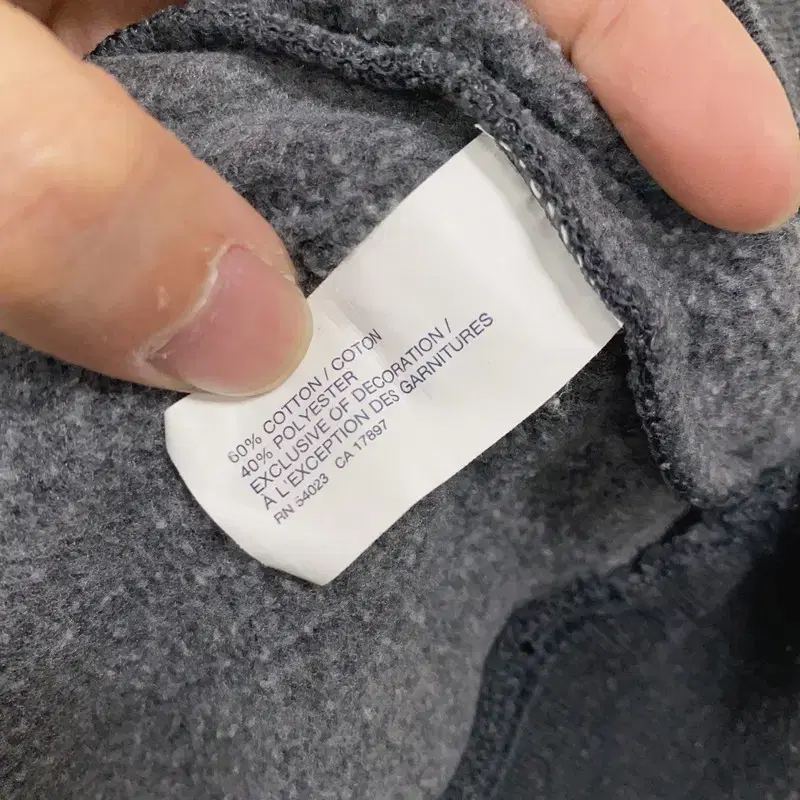 60% COTTON / COTON
40% POLYESTER
EXCLUSIVE OF DECORATION /
À L'EXCEPTION DES GARNITURES
RN 54023 CA 17897